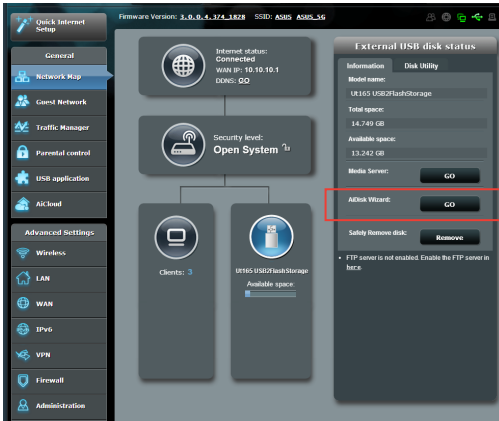 Quick Internet
Setup
Firmware Version: 3.0.0.4.374_1828 SSID: ASUS ASUS_5G
General
Network Map
Guest Network
Traffic Manager
Parental control
USB application
AiCloud
Advanced Settings
Wireless
LAN
WAN
IPv6
VPN
Firewall
Administration
Internet status:
Connected
WAN IP: 10.10.10.1
DDNS: GO
Security level:
Open System
Clients: 3
Ut165 USB2FlashStorage
Available space:
External USB disk status
Information Disk Utility
Model name:
Ut165 USB2FlashStorage
Total space:
14.749 GB
Available space:
13.242 GB
Media Server: GO
AiDisk Wizard: GO
Safely Remove disk: Remove
• FTP server is not enabled. Enable the FTP server in
here